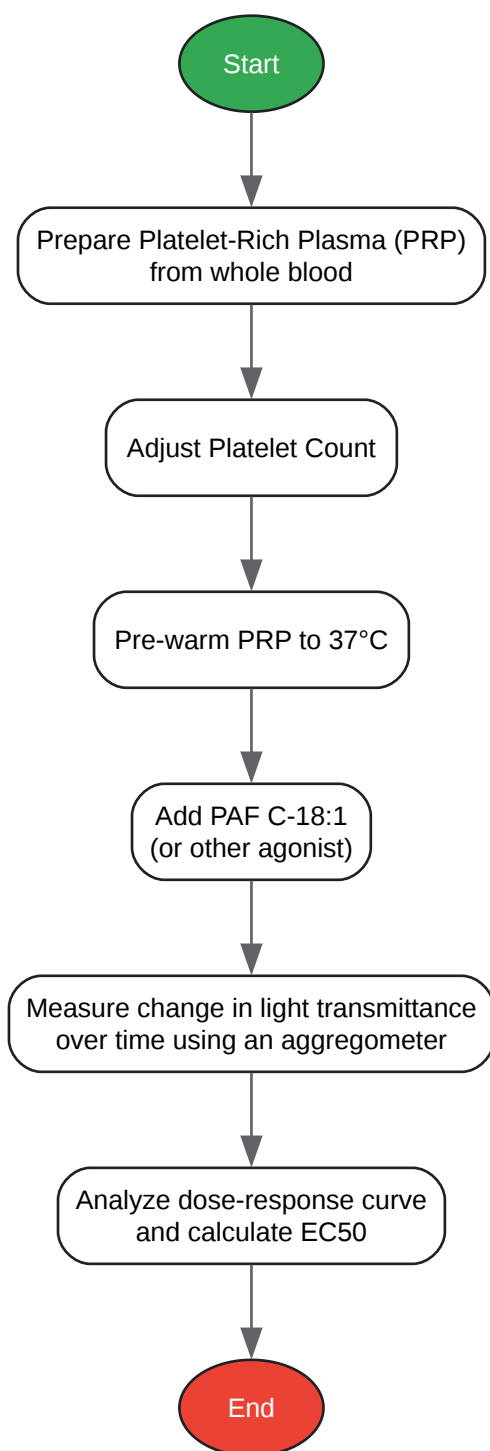 Start
Prepare Platelet-Rich Plasma (PRP)
from whole blood
Adjust Platelet Count
Pre-warm PRP to 37°C
Add PAF C-18:1
(or other agonist)
Measure change in light transmittance
over time using an aggregometer
Analyze dose-response curve
and calculate EC50
End